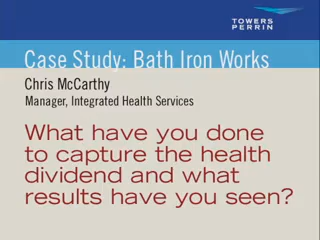 TOWERS
PERRIN
Case Study: Bath Iron Works
Chris McCarthy
Manager, Integrated Health Services
What have you done
to capture the health
dividend and what
results have you seen?